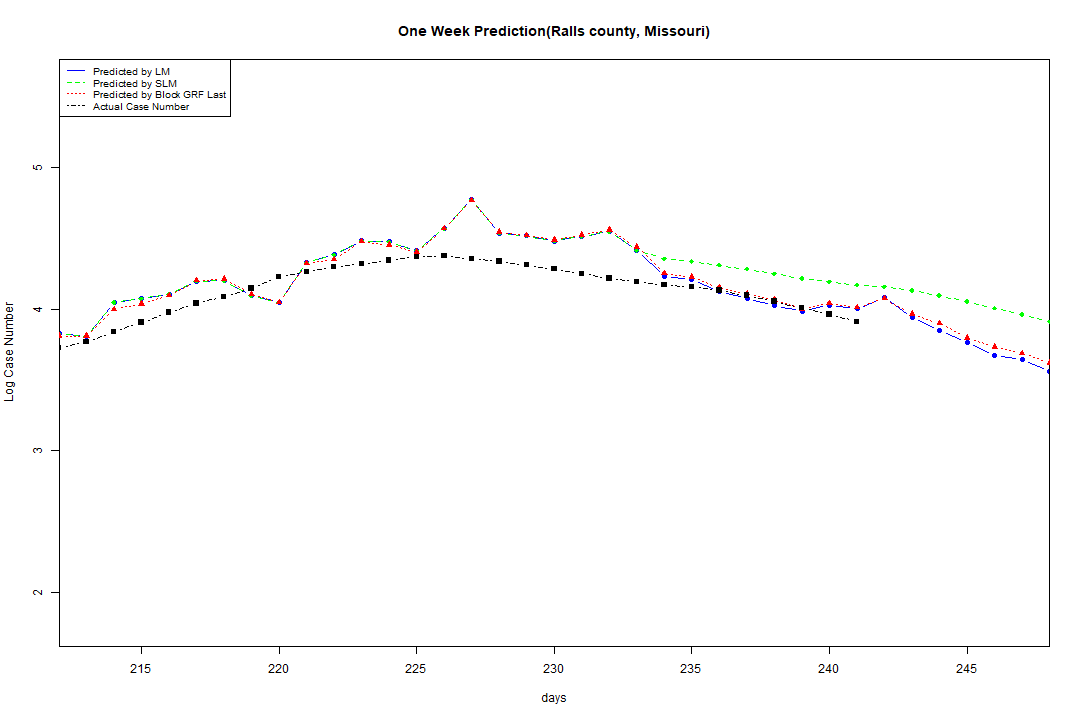 One Week Prediction(Ralls county, Missouri)
Predicted by LM
Predicted by SLM
Predicted by Block GRF Last
Actual Case Number
5
4
3
2
Log Case Number
215 220 225 230 235 240 245
days